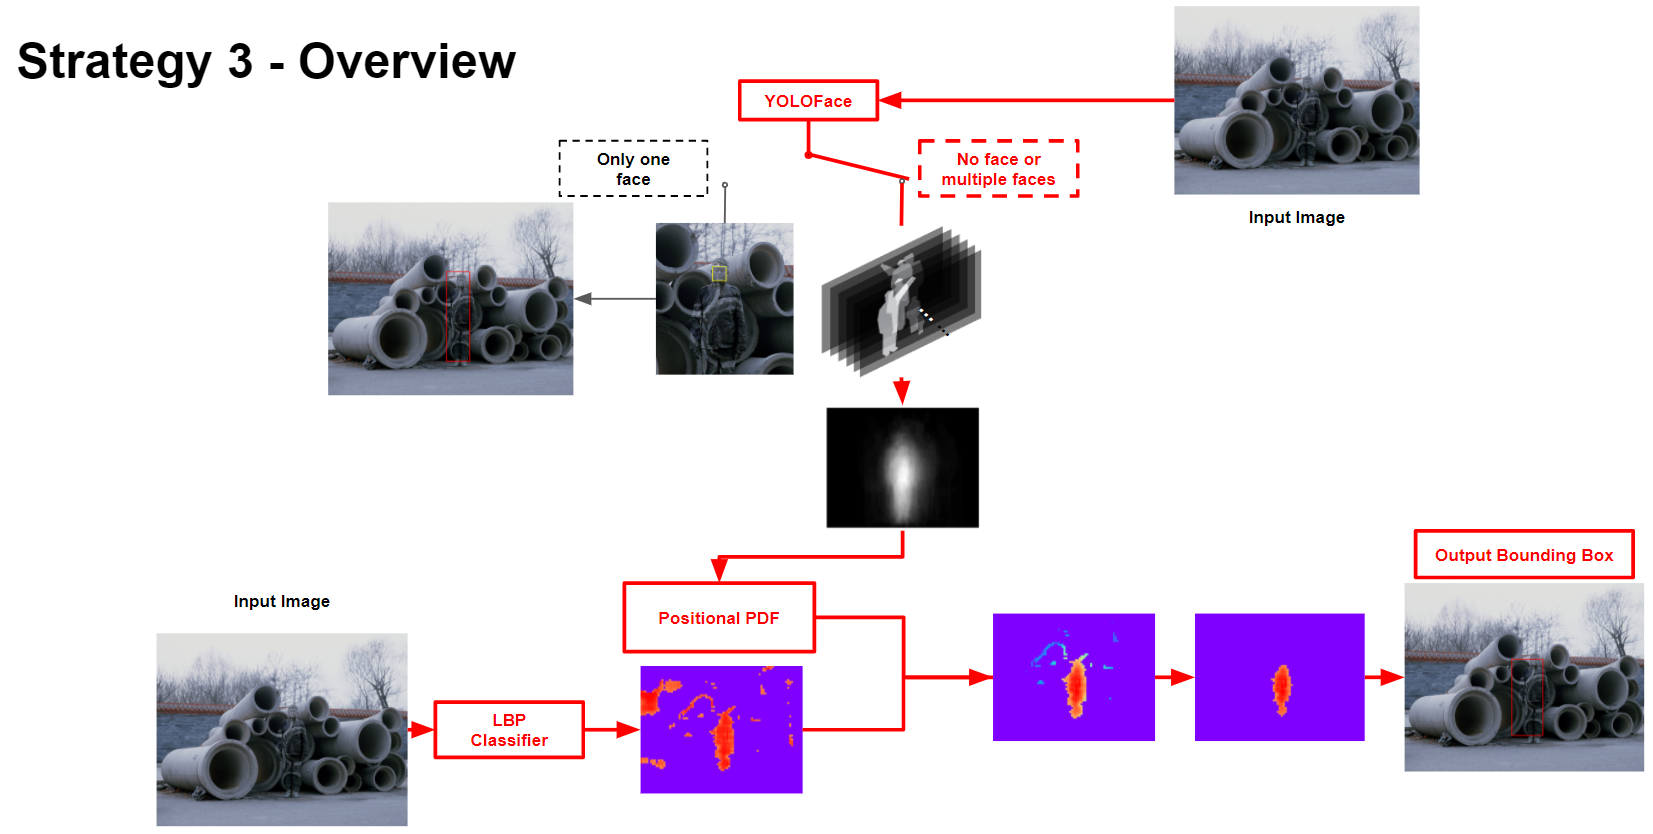 Strategy 3 - Overview
YOLOFace
Only one
face
No face or
multiple faces
Input Image
Output Bounding Box
Input Image
Positional PDF
LBP
Classifier